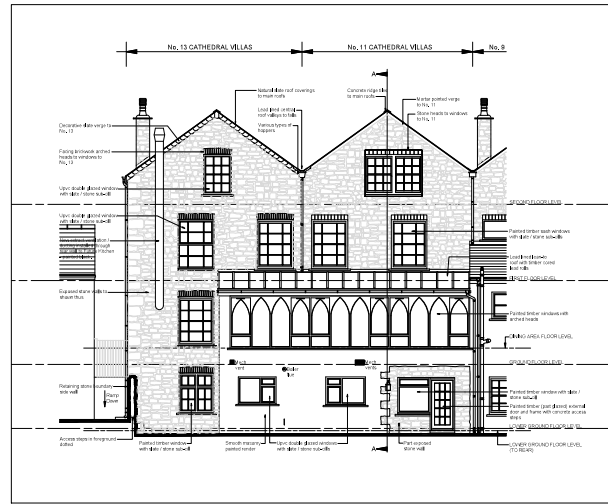 No. 13 CATHEDRAL VILLAS
No. 11 CATHEDRAL VILLAS
No. 9
A
Natural slate roof coverings
to main roofs
Concrete ridge tiles
to main roofs
Lead lined central
roof valleys to falls
Mortar pointed verge
to No. 11
Stone heads to windows
to No. 11
Various types of
hoppers
Decorative slate verge to
No. 13
Facing brickwork arched
heads to windows to
No. 13
Upvc double glazed window
with slate / stone sub-cill
SECOND FLOOR LEVEL
Upvc double glazed window
with slate / stone sub-cill
Painted timber sash windows
with slate / stone sub-cills
Lead lined lean-to
roof with timber cored
lead rolls
FIRST FLOOR LEVEL
Exposed stone walls to
shown thus
Painted timber windows with
arched heads
DINING AREA FLOOR LEVEL
GROUND FLOOR LEVEL
Mech
vent
Boiler
flue
Mech
vents
Retaining stone boundary
side wall
Ramp
Down
Painted timber window with slate /
stone sub-cill
Painted timber (part glazed) external
door and frame with concrete access
steps
LOWER GROUND FLOOR LEVEL
LOWER GROUND FLOOR LEVEL
(TO REAR)
Access steps in foreground
dotted
Painted timber window
with slate / stone sub-cill
Smooth masonry
painted render
Upvc double glazed windows
with slate / stone sub-cills
Part exposed
stone wall
A